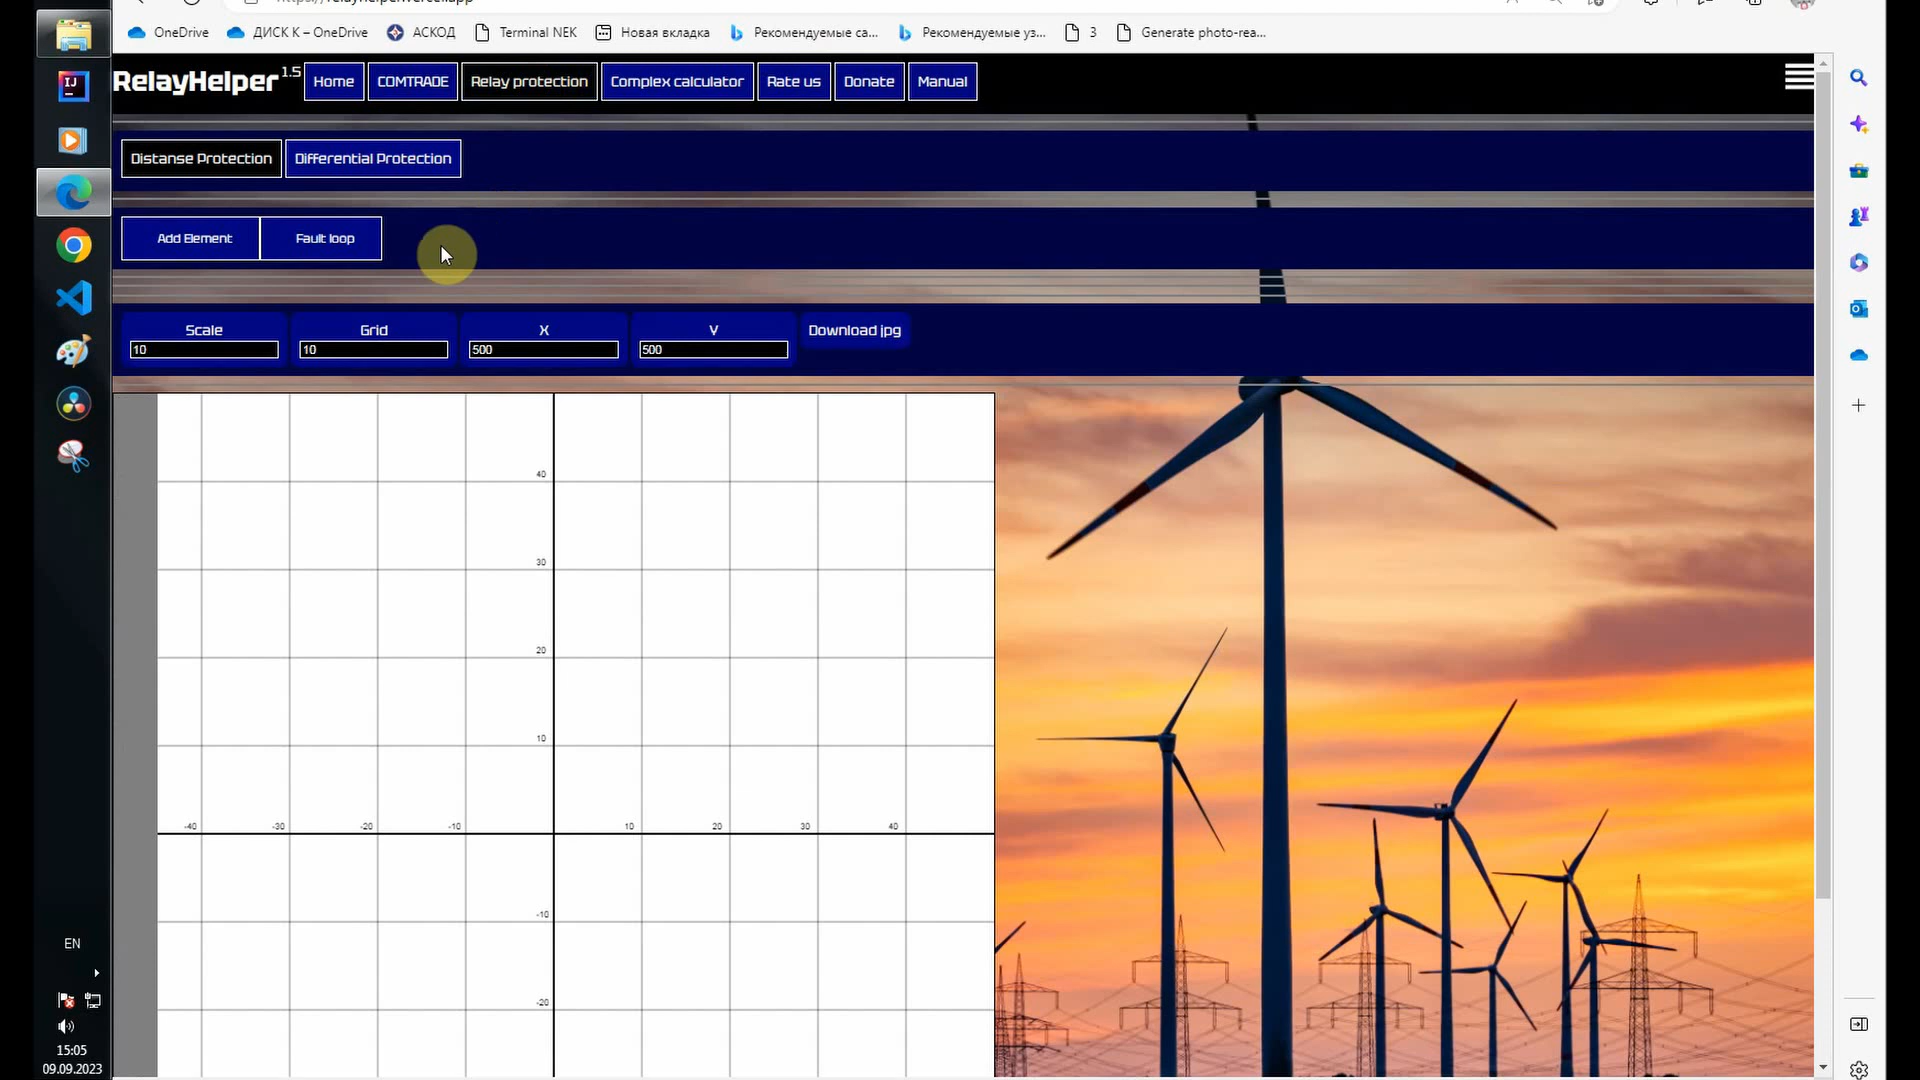 OneDrive ДИСК К – OneDrive АСКОД Terminal NEK Новая вкладка Рекомендуемые са... Рекомендуемые уз... 3 Generate photo-rea...
RelayHelper 1.5 Home COMTRADE Relay protection Complex calculator Rate us Donate Manual
Distanse Protection Differential Protection
Add Element Fault loop
Scale Grid X Y Download jpg
10 10 500 500
40
30
20
10
-40 -30 -20 -10 10 20 30 40
-10
-20
EN
15:05
09.09.2023